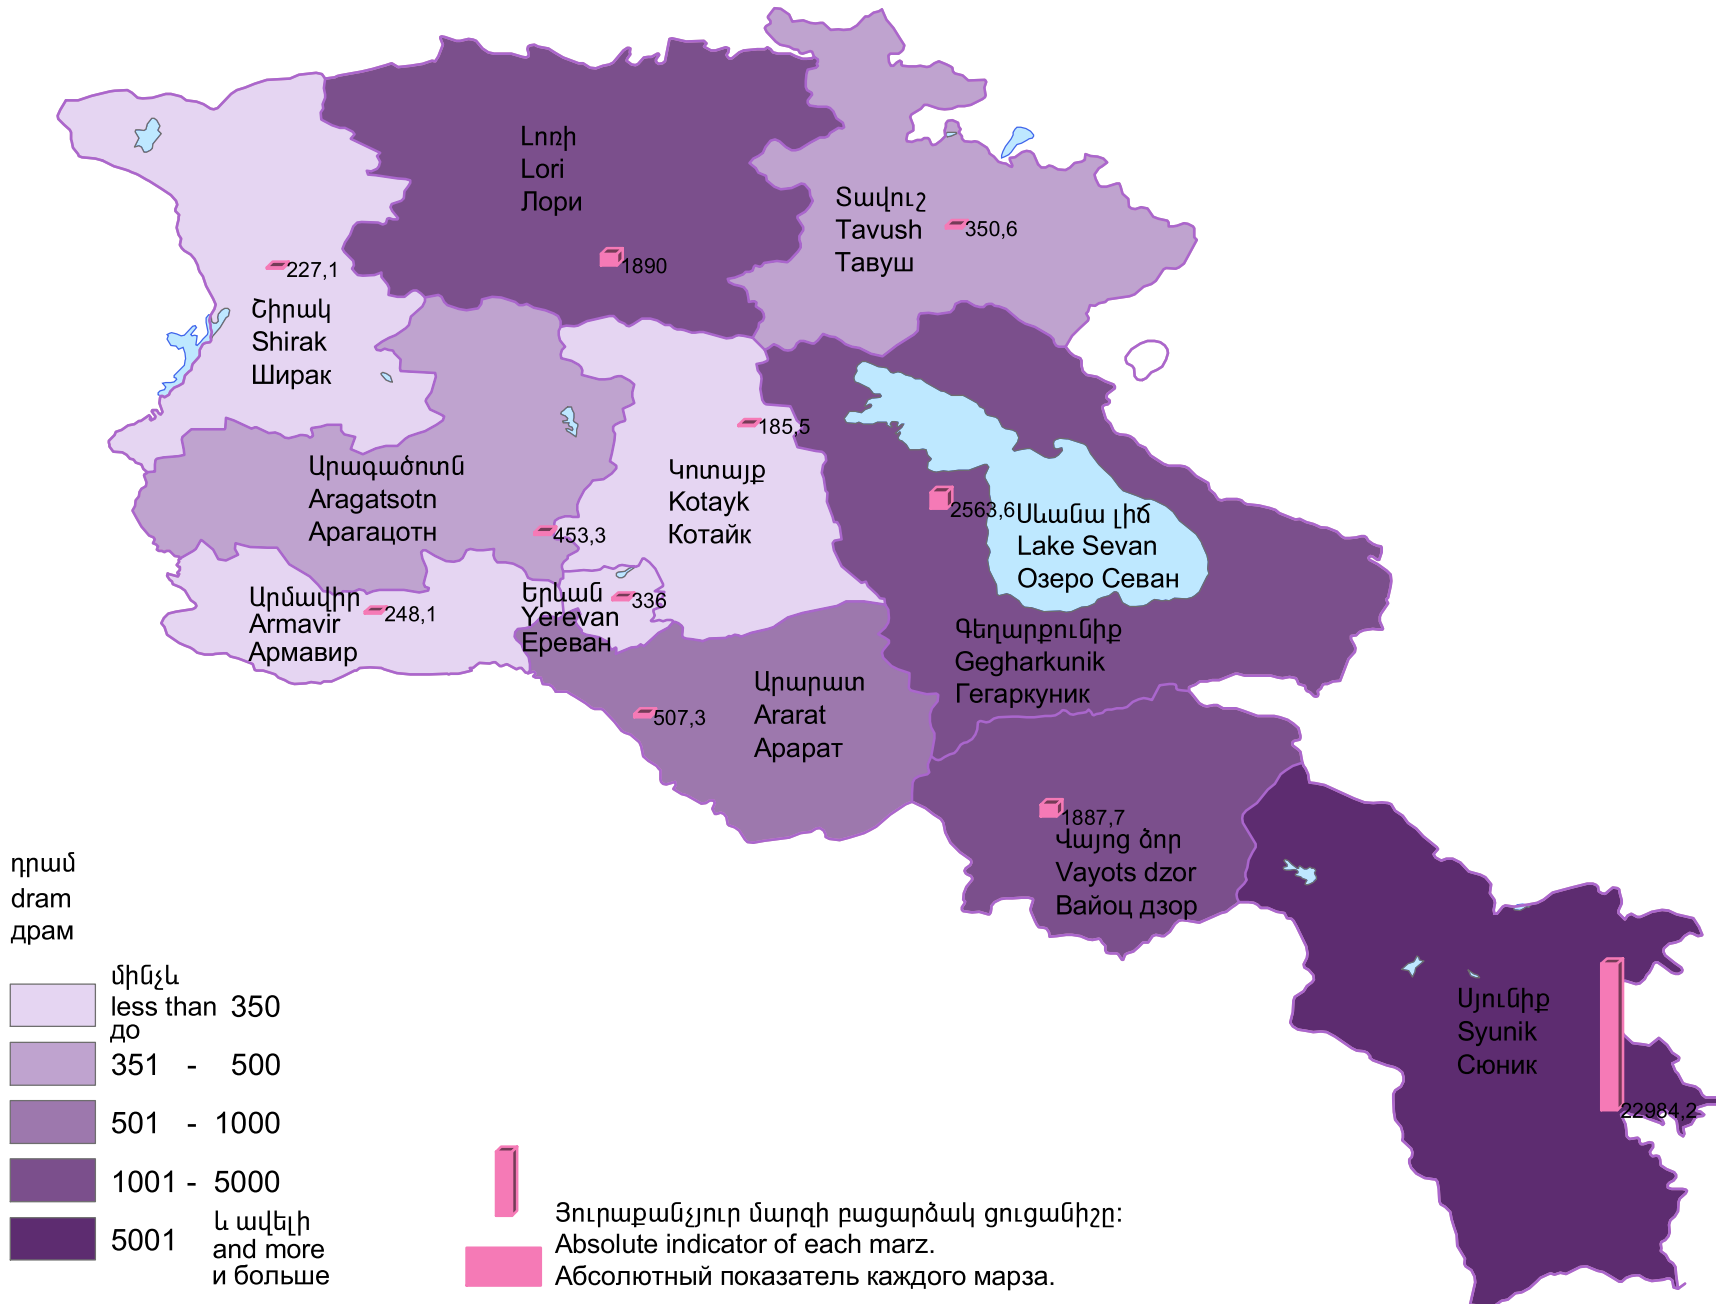 Լոռի
Lori
Лори
1890
Տավուշ
Tavush
Тавуш
350,6
227,1
Շիրակ
Shirak
Ширак
185,5
Արագածոտն
Aragatsotn
Арагацотн
453,3
Կոտայք
Kotayk
Котайк
2563,6
Սևանա լիճ
Lake Sevan
Озеро Севан
Արմավիր
Armavir
Армавир
248,1
Երևան
Yerevan
Ереван
336
Գեղարքունիք
Gegharkunik
Гегаркуник
Արարատ
Ararat
Арарат
507,3
1887,7
Վայոց ձոր
Vayots dzor
Вайоц дзор
Սյունիք
Syunik
Сюник
22984,2
դրամ
dram
драм
մինչև
less than 350
до
351 - 500
501 - 1000
1001 - 5000
5001 և ավելի
and more
и больше
Յուրաքանչյուր մարզի բացարձակ ցուցանիշը:
Absolute indicator of each marz.
Абсолютный показатель каждого марза.